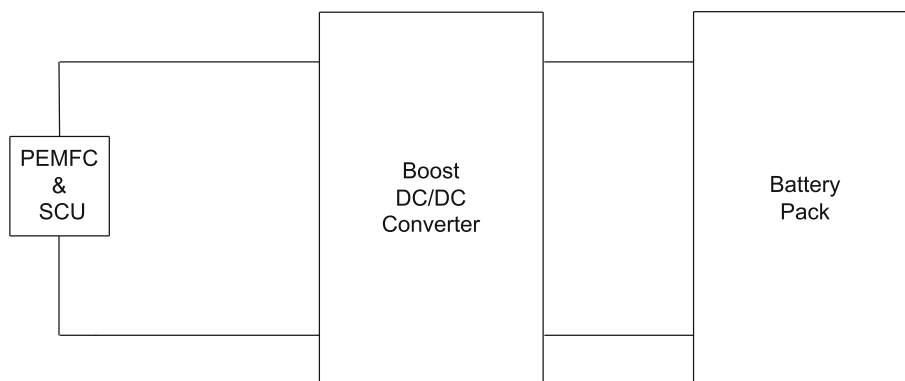 PEMFC
&
SCU
Boost
DC/DC
Converter
Battery
Pack